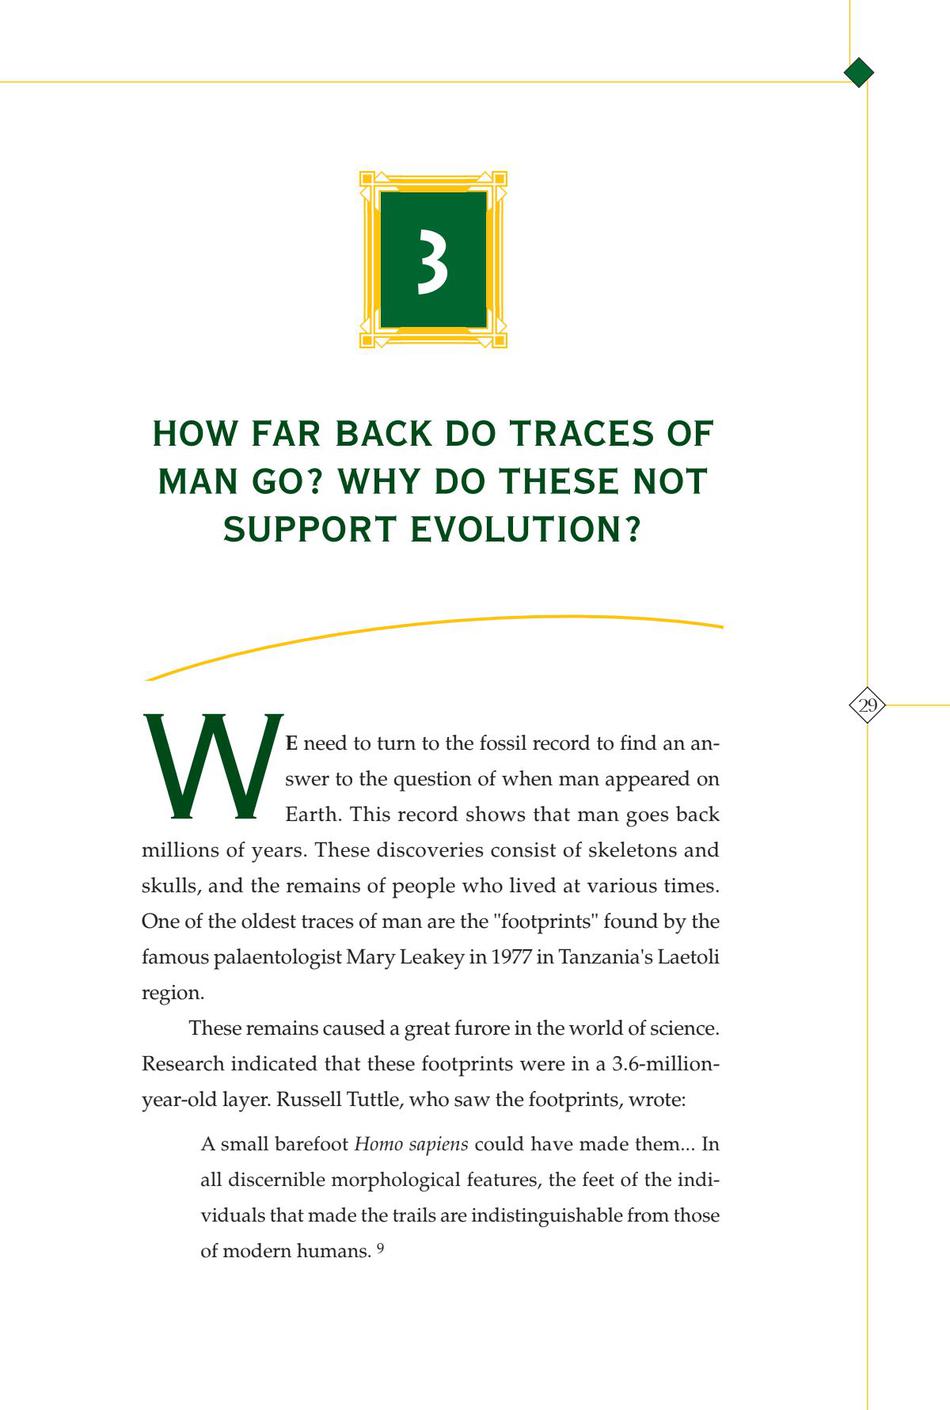 3
HOW FAR BACK DO TRACES OF
MAN GO? WHY DO THESE NOT
SUPPORT EVOLUTION?
29
WE need to turn to the fossil record to find an an-
swer to the question of when man appeared on
Earth. This record shows that man goes back
millions of years. These discoveries consist of skeletons and
skulls, and the remains of people who lived at various times.
One of the oldest traces of man are the "footprints" found by the
famous palaentologist Mary Leakey in 1977 in Tanzania's Laetoli
region.
These remains caused a great furore in the world of science.
Research indicated that these footprints were in a 3.6-million-
year-old layer. Russell Tuttle, who saw the footprints, wrote:
A small barefoot Homo sapiens could have made them... In
all discernible morphological features, the feet of the indi-
viduals that made the trails are indistinguishable from those
of modern humans. 9